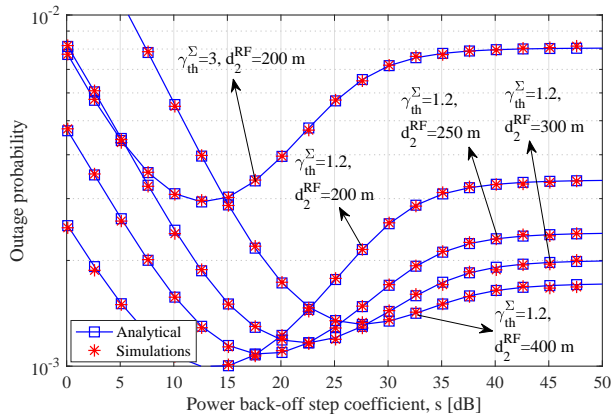 Outage probability
10^-2
10^-3
γ_th^Σ=3, d_2^RF=200 m
γ_th^Σ=1.2,
d_2^RF=200 m
γ_th^Σ=1.2,
d_2^RF=250 m
γ_th^Σ=1.2,
d_2^RF=300 m
γ_th^Σ=1.2,
d_2^RF=400 m
Analytical
Simulations
0 5 10 15 20 25 30 35 40 45 50
Power back-off step coefficient, s [dB]